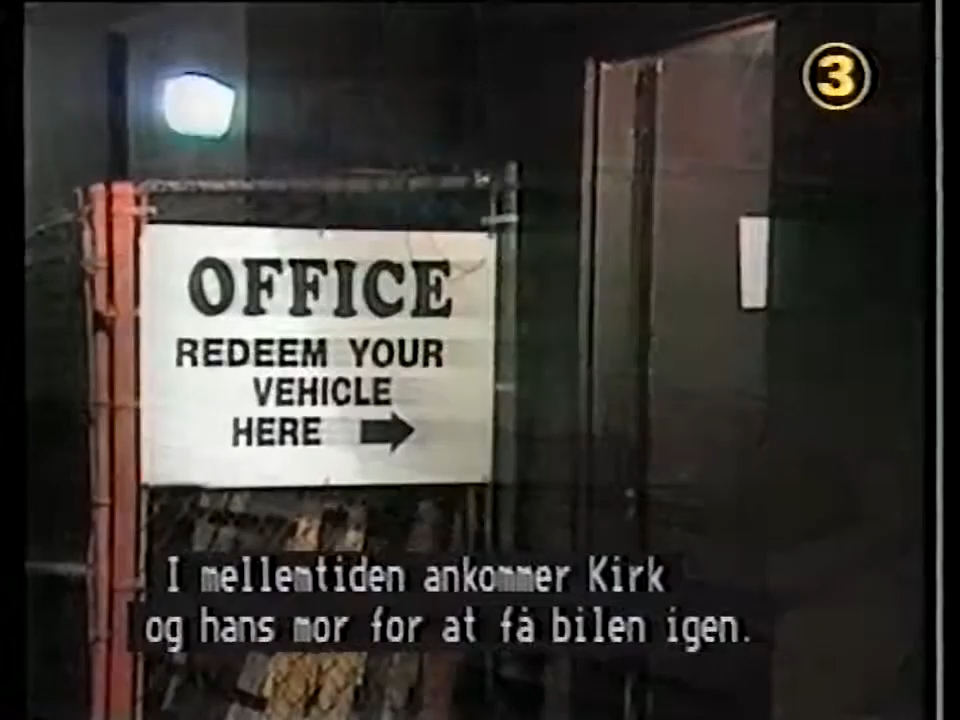 3
OFFICE
REDEEM YOUR
VEHICLE
HERE
I mellemtiden ankommer Kirk
og hans mor for at få bilen igen.